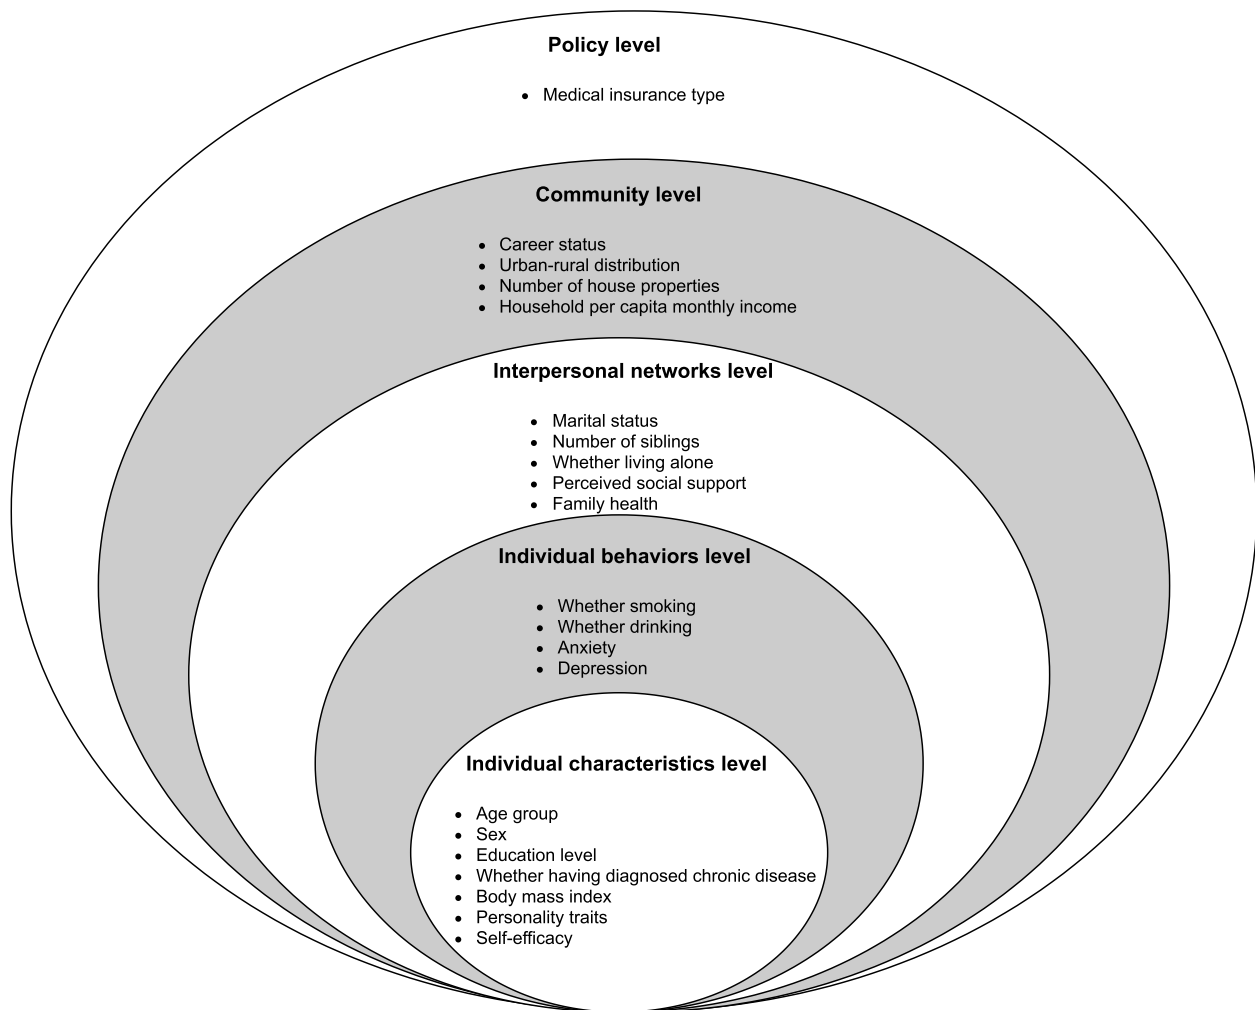 Policy level
• Medical insurance type
Community level
• Career status
• Urban-rural distribution
• Number of house properties
• Household per capita monthly income
Interpersonal networks level
• Marital status
• Number of siblings
• Whether living alone
• Perceived social support
• Family health
Individual behaviors level
• Whether smoking
• Whether drinking
• Anxiety
• Depression
Individual characteristics level
• Age group
• Sex
• Education level
• Whether having diagnosed chronic disease
• Body mass index
• Personality traits
• Self-efficacy